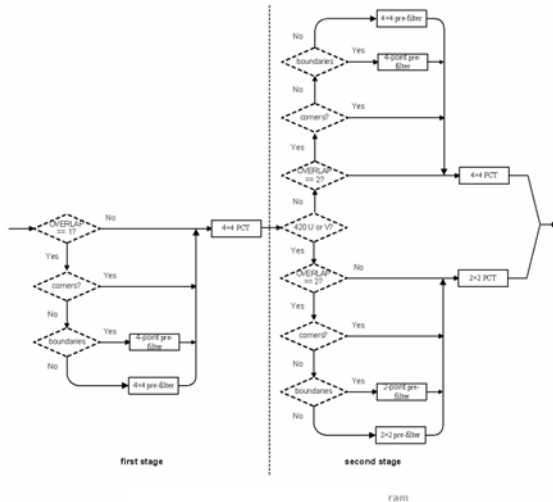 No
4×4 pre-filter
boundaries
Yes
4-point pre-
filter
No
corners?
Yes
Yes
OVERLAP
== 2?
4×4 PCT
No
OVERLAP
== 1?
No
4×4 PCT
420 U or V?
Yes
Yes
corners?
Yes
OVERLAP
== 2?
No
2×2 PCT
Yes
No
boundaries
Yes
4-point pre-
filter
corners?
Yes
No
No
4×4 pre-filter
boundaries
Yes
2-point pre-
filter
No
2×2 pre-filter
first stage
second stage
ram